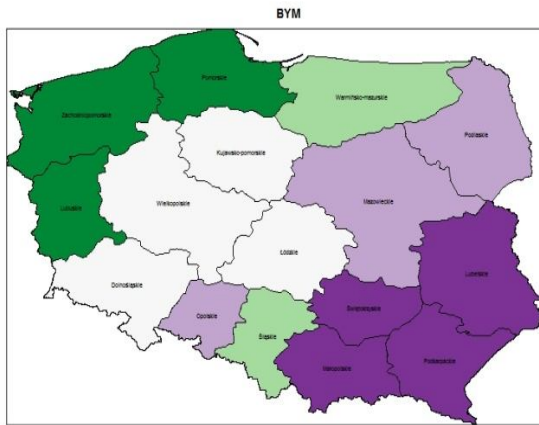 BYM
Pomorskie
Zachodniopomorskie
Warmińsko-mazurskie
Podlaskie
Kujawsko-pomorskie
Lubuskie
Wielkopolskie
Mazowieckie
Łódzkie
Lubelskie
Dolnośląskie
Opolskie
Świętokrzyskie
Śląskie
Małopolskie
Podkarpackie